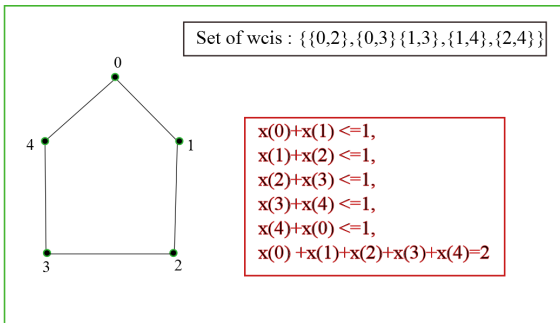 Set of wcis : {{0,2},{0,3}{1,3},{1,4},{2,4}}
0
4
1
3
2
x(0)+x(1) <=1,
x(1)+x(2) <=1,
x(2)+x(3) <=1,
x(3)+x(4) <=1,
x(4)+x(0) <=1,
x(0) +x(1)+x(2)+x(3)+x(4)=2